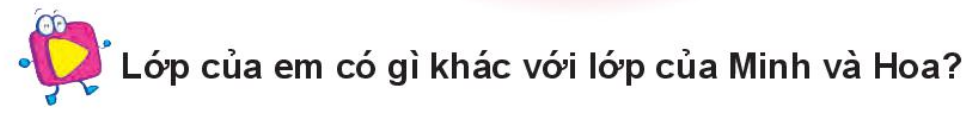 Lớp của em có gì khác với lớp của Minh và Hoa?